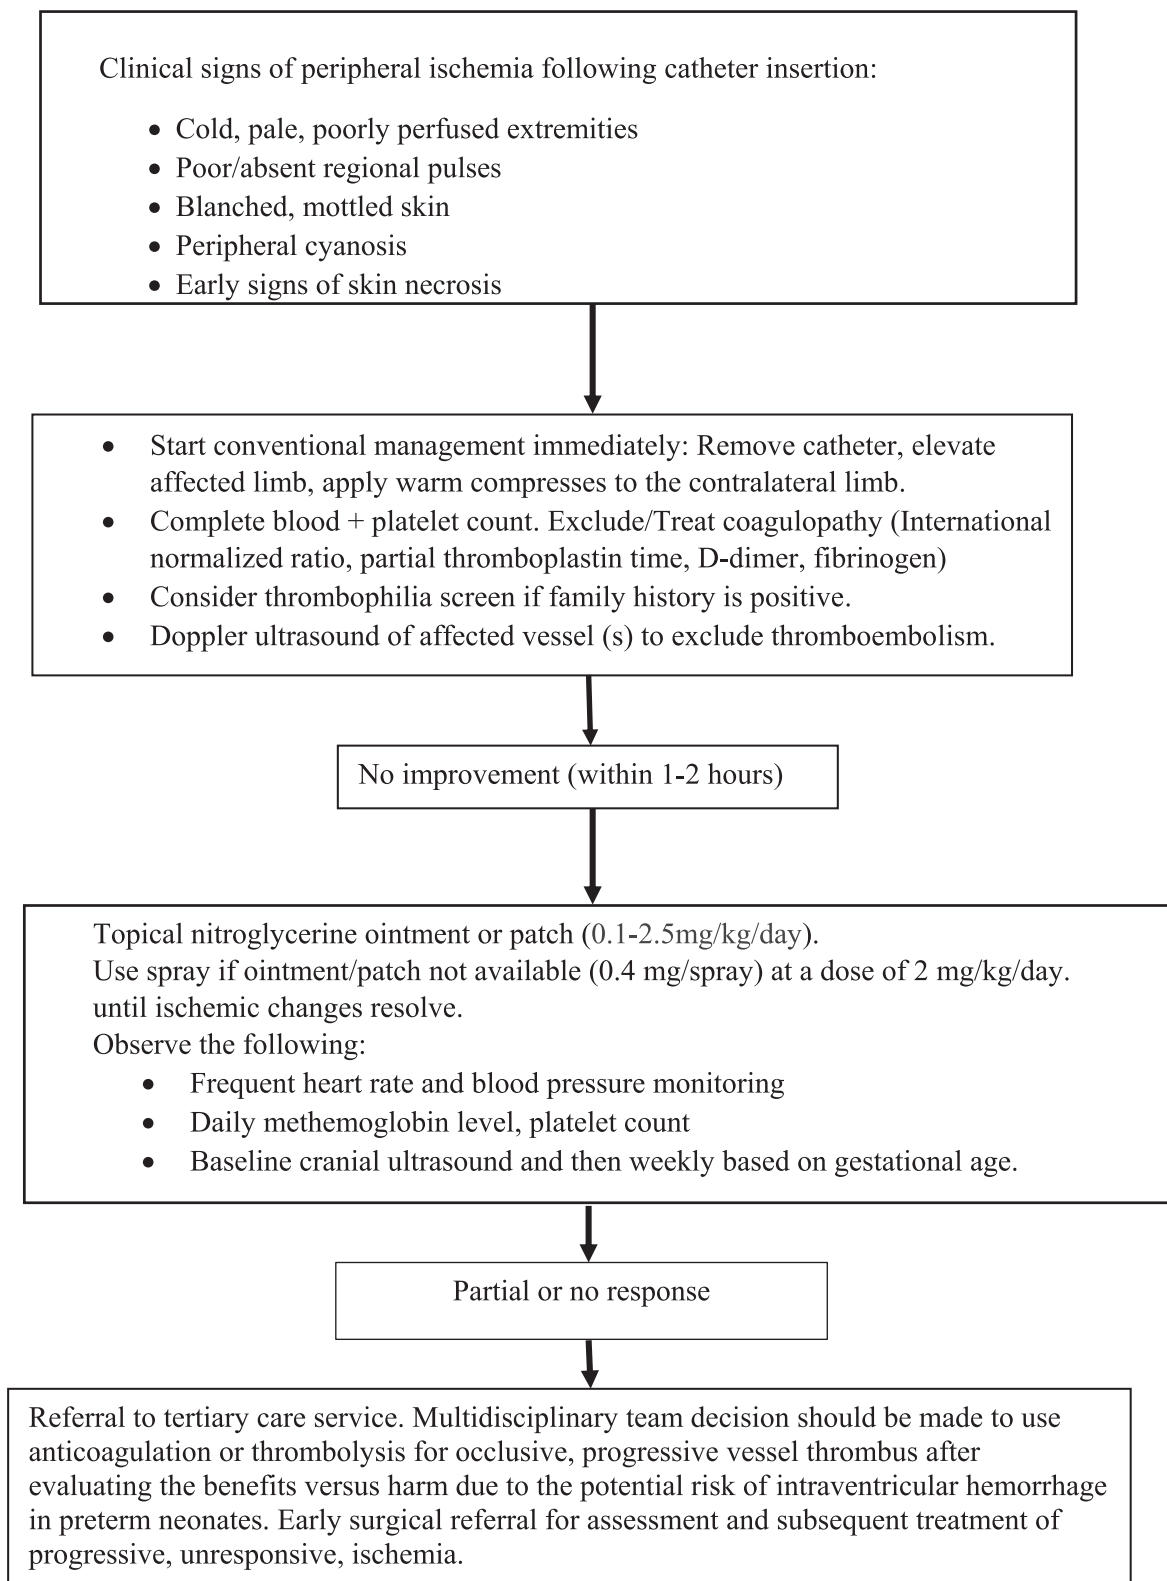 Clinical signs of peripheral ischemia following catheter insertion:
• Cold, pale, poorly perfused extremities
• Poor/absent regional pulses
• Blanched, mottled skin
• Peripheral cyanosis
• Early signs of skin necrosis
• Start conventional management immediately: Remove catheter, elevate
affected limb, apply warm compresses to the contralateral limb.
• Complete blood + platelet count. Exclude/Treat coagulopathy (International
normalized ratio, partial thromboplastin time, D-dimer, fibrinogen)
• Consider thrombophilia screen if family history is positive.
• Doppler ultrasound of affected vessel (s) to exclude thromboembolism.
No improvement (within 1-2 hours)
Topical nitroglycerine ointment or patch (0.1-2.5mg/kg/day).
Use spray if ointment/patch not available (0.4 mg/spray) at a dose of 2 mg/kg/day.
until ischemic changes resolve.
Observe the following:
• Frequent heart rate and blood pressure monitoring
• Daily methemoglobin level, platelet count
• Baseline cranial ultrasound and then weekly based on gestational age.
Partial or no response
Referral to tertiary care service. Multidisciplinary team decision should be made to use
anticoagulation or thrombolysis for occlusive, progressive vessel thrombus after
evaluating the benefits versus harm due to the potential risk of intraventricular hemorrhage
in preterm neonates. Early surgical referral for assessment and subsequent treatment of
progressive, unresponsive, ischemia.